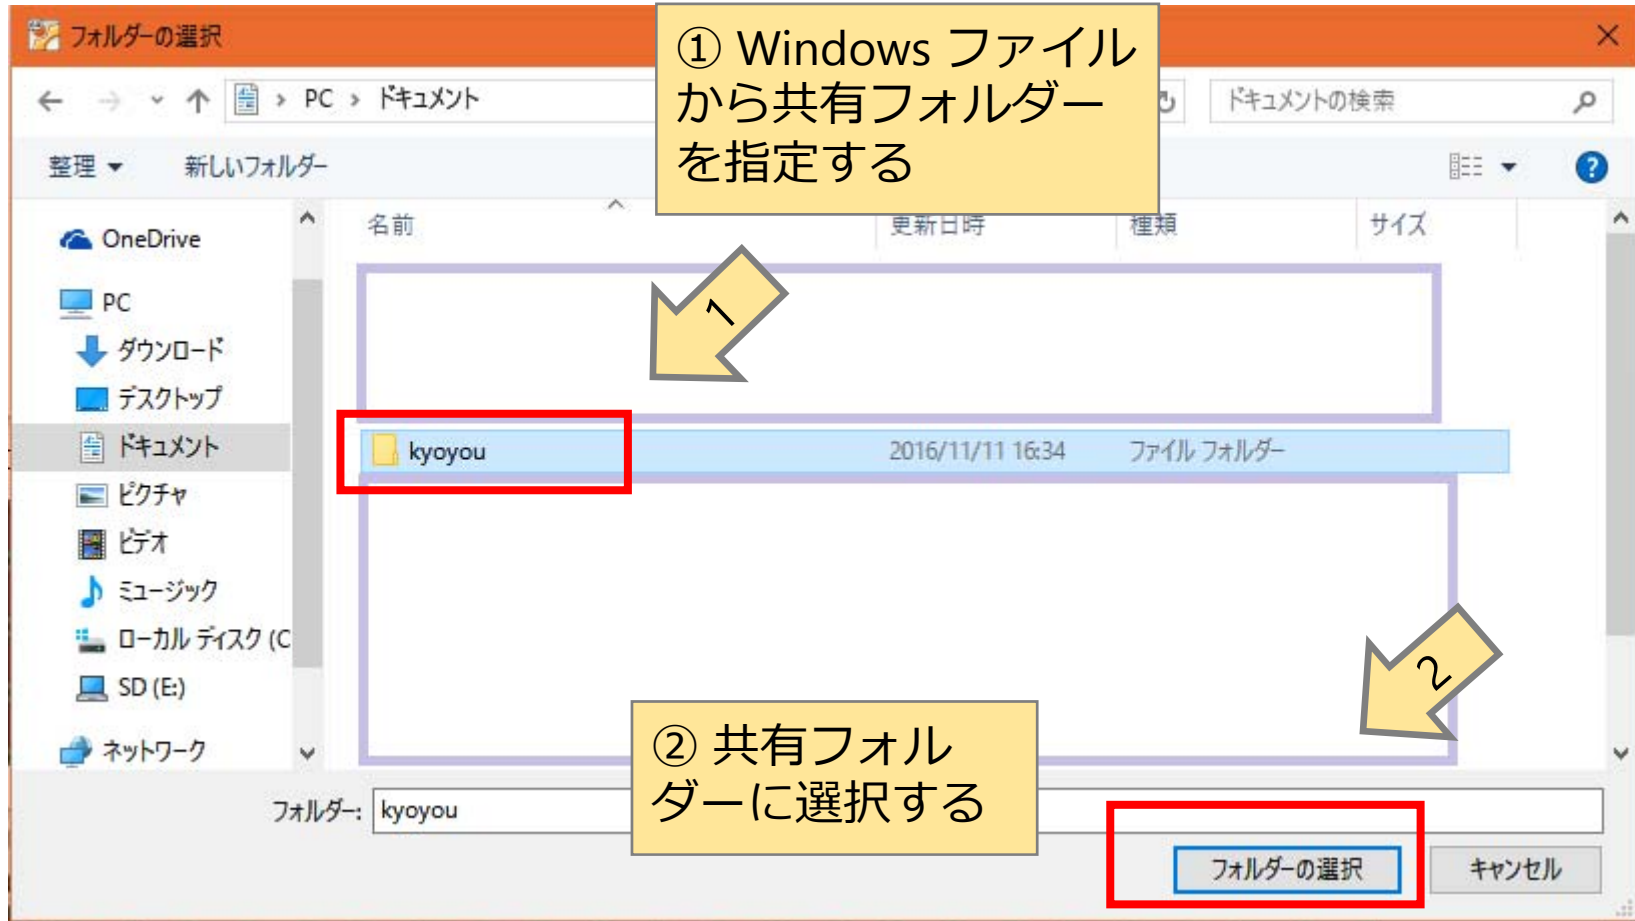 フォルダーの選択
① Windows ファイル
から共有フォルダー
を指定する
PC › ドキュメント
ドキュメントの検索
整理
新しいフォルダー
名前
更新日時
種類
サイズ
OneDrive
PC
ダウンロード
デスクトップ
ドキュメント
ピクチャ
ビデオ
ミュージック
ローカル ディスク (C
SD (E:)
ネットワーク
1
kyoyou 2016/11/11 16:34 ファイル フォルダー
2
② 共有フォル
ダーに選択する
フォルダー: kyoyou
フォルダーの選択
キャンセル